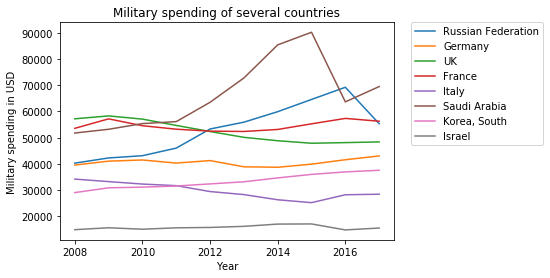 Military spending of several countries
Military spending in USD
90000
80000
70000
60000
50000
40000
30000
20000
2008
2010
2012
2014
2016
Year
Russian Federation
Germany
UK
France
Italy
Saudi Arabia
Korea, South
Israel